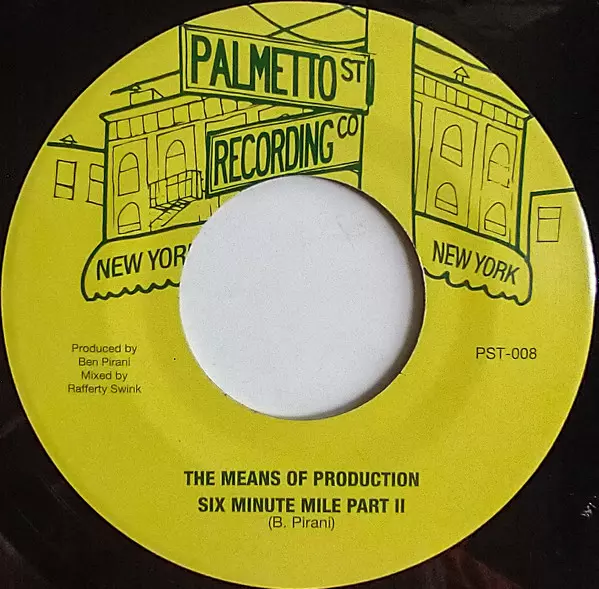 PALMETTO ST
RECORDING CO
NEW YOR
NEW YORK
Produced by
Ben Pirani
Mixed by
Rafferty Swink
PST-008
THE MEANS OF PRODUCTION
SIX MINUTE MILE PART II
(B. Pirani)